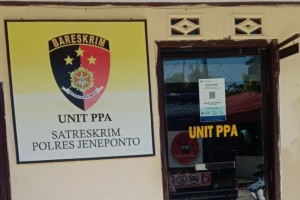 BARESKRIM
UNIT PPA
SATRESKRIM
POLRES JENEPONTO
UNIT PPA